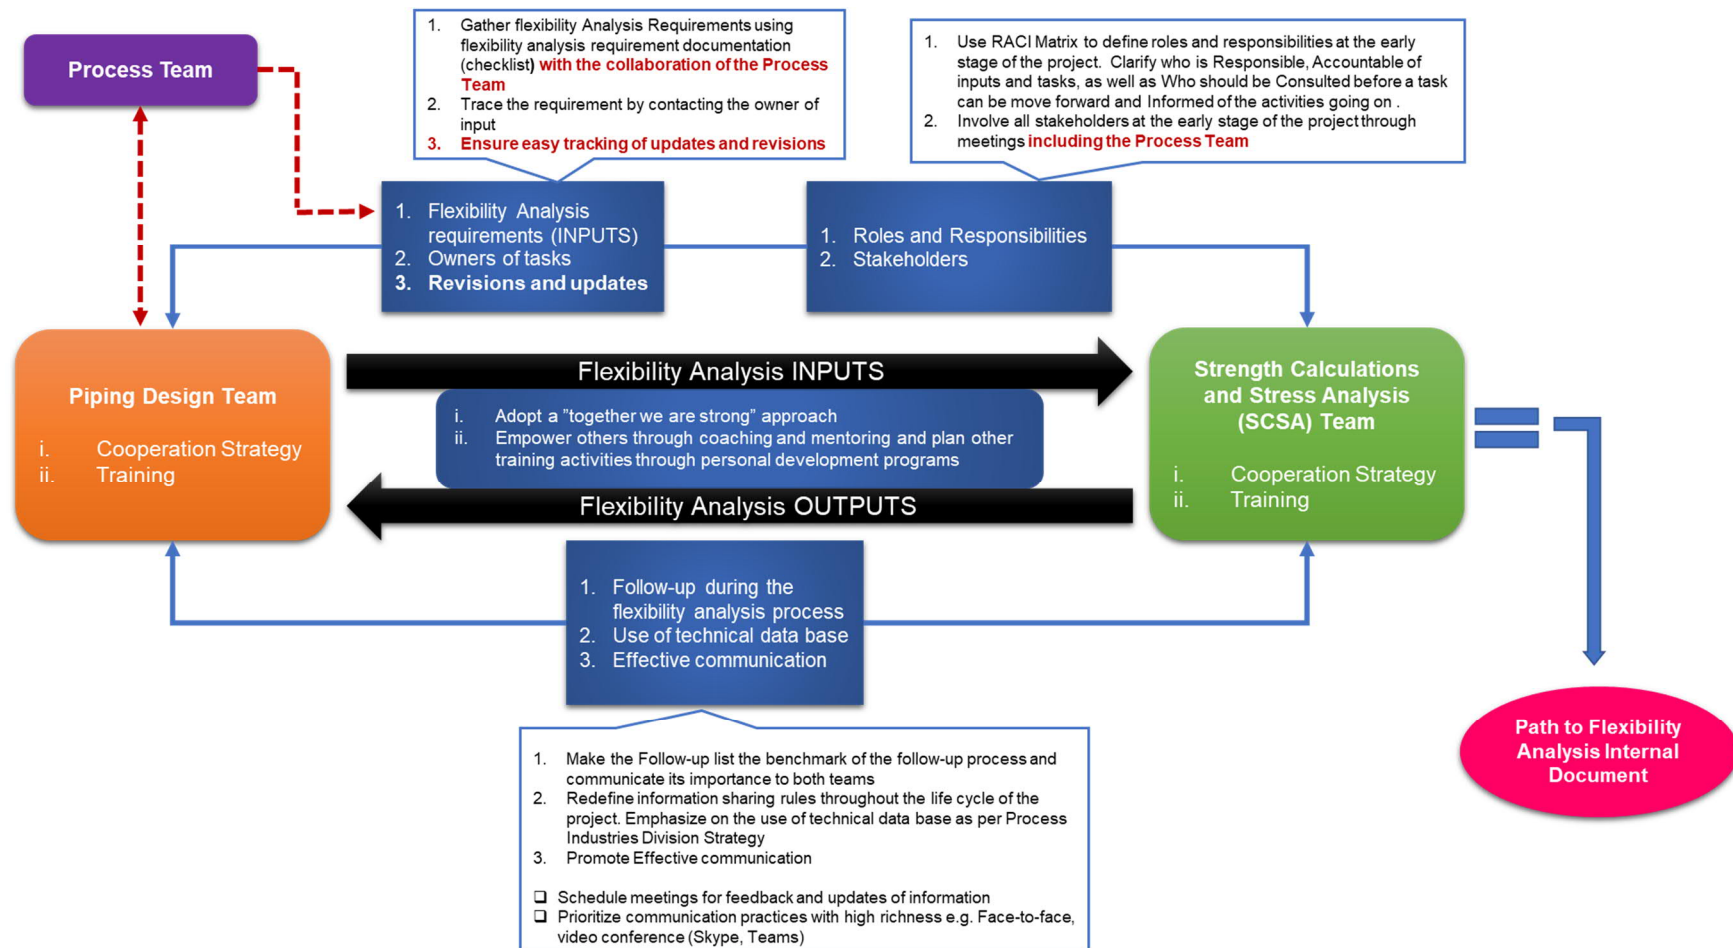 Process Team
1. Gather flexibility Analysis Requirements using
flexibility analysis requirement documentation
(checklist) with the collaboration of the Process
Team
2. Trace the requirement by contacting the owner of
input
3. Ensure easy tracking of updates and revisions
1. Use RACI Matrix to define roles and responsibilities at the early
stage of the project. Clarify who is Responsible, Accountable of
inputs and tasks, as well as Who should be Consulted before a task
can be move forward and Informed of the activities going on .
2. Involve all stakeholders at the early stage of the project through
meetings including the Process Team
1. Flexibility Analysis
requirements (INPUTS)
2. Owners of tasks
3. Revisions and updates
1. Roles and Responsibilities
2. Stakeholders
Piping Design Team
i. Cooperation Strategy
ii. Training
Flexibility Analysis INPUTS
i. Adopt a ”together we are strong” approach
ii. Empower others through coaching and mentoring and plan other
training activities through personal development programs
Flexibility Analysis OUTPUTS
Strength Calculations
and Stress Analysis
(SCSA) Team
i. Cooperation Strategy
ii. Training
1. Follow-up during the
flexibility analysis process
2. Use of technical data base
3. Effective communication
1. Make the Follow-up list the benchmark of the follow-up process and
communicate its importance to both teams
2. Redefine information sharing rules throughout the life cycle of the
project. Emphasize on the use of technical data base as per Process
Industries Division Strategy
3. Promote Effective communication
❑ Schedule meetings for feedback and updates of information
❑ Prioritize communication practices with high richness e.g. Face-to-face,
video conference (Skype, Teams)
Path to Flexibility
Analysis Internal
Document